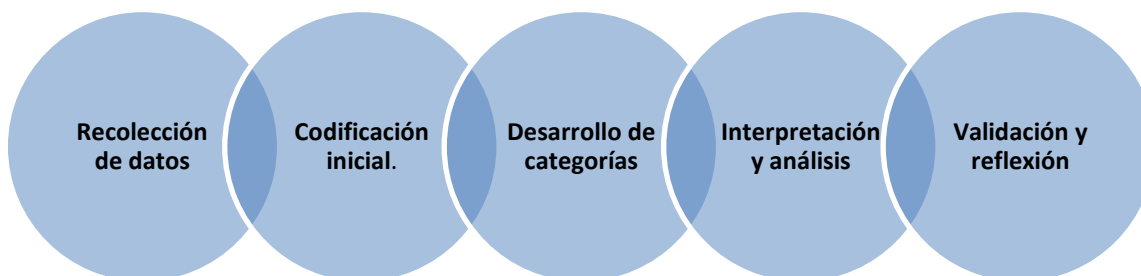 Recolección
de datos
Codificación
inicial.
Desarrollo de
categorías
Interpretación
y análisis
Validación y
reflexión